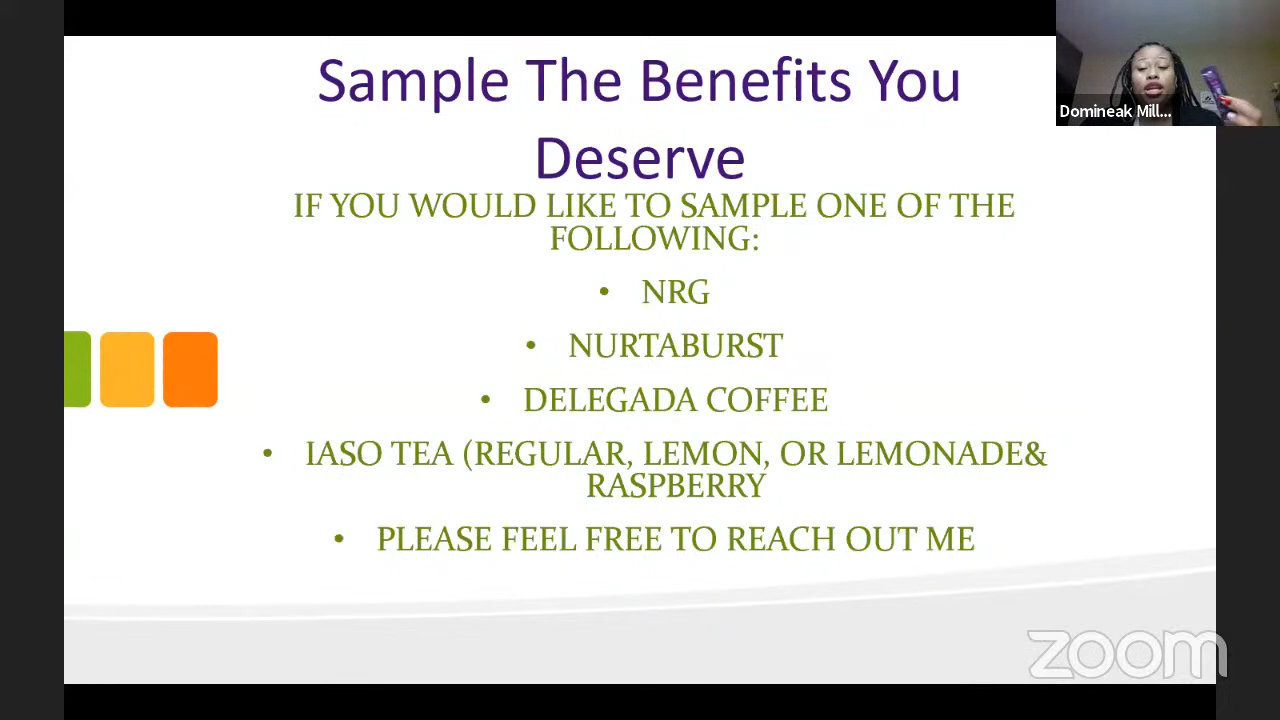 Sample The Benefits You
Deserve
IF YOU WOULD LIKE TO SAMPLE ONE OF THE
FOLLOWING:
• NRG
• NURTABURST
• DELEGADA COFFEE
• IASO TEA (REGULAR, LEMON, OR LEMONADE&
RASPBERRY
• PLEASE FEEL FREE TO REACH OUT ME
Domineak Mill...
zoom